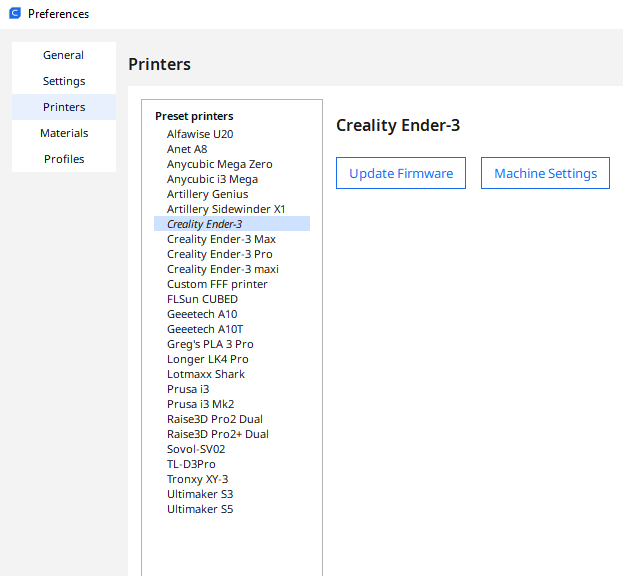 Preferences
General
Settings
Printers
Materials
Profiles
Printers
Preset printers
Alfawise U20
Anet A8
Anycubic Mega Zero
Anycubic i3 Mega
Artillery Genius
Artillery Sidewinder X1
Creality Ender-3
Creality Ender-3 Max
Creality Ender-3 Pro
Creality Ender-3 maxi
Custom FFF printer
FLSun CUBED
Geeetech A10
Geeetech A10T
Greg's PLA 3 Pro
Longer LK4 Pro
Lotmaxx Shark
Prusa i3
Prusa i3 Mk2
Raise3D Pro2 Dual
Raise3D Pro2+ Dual
Sovol-SV02
TL-D3Pro
Tronxy XY-3
Ultimaker S3
Ultimaker S5
Creality Ender-3
Update Firmware
Machine Settings